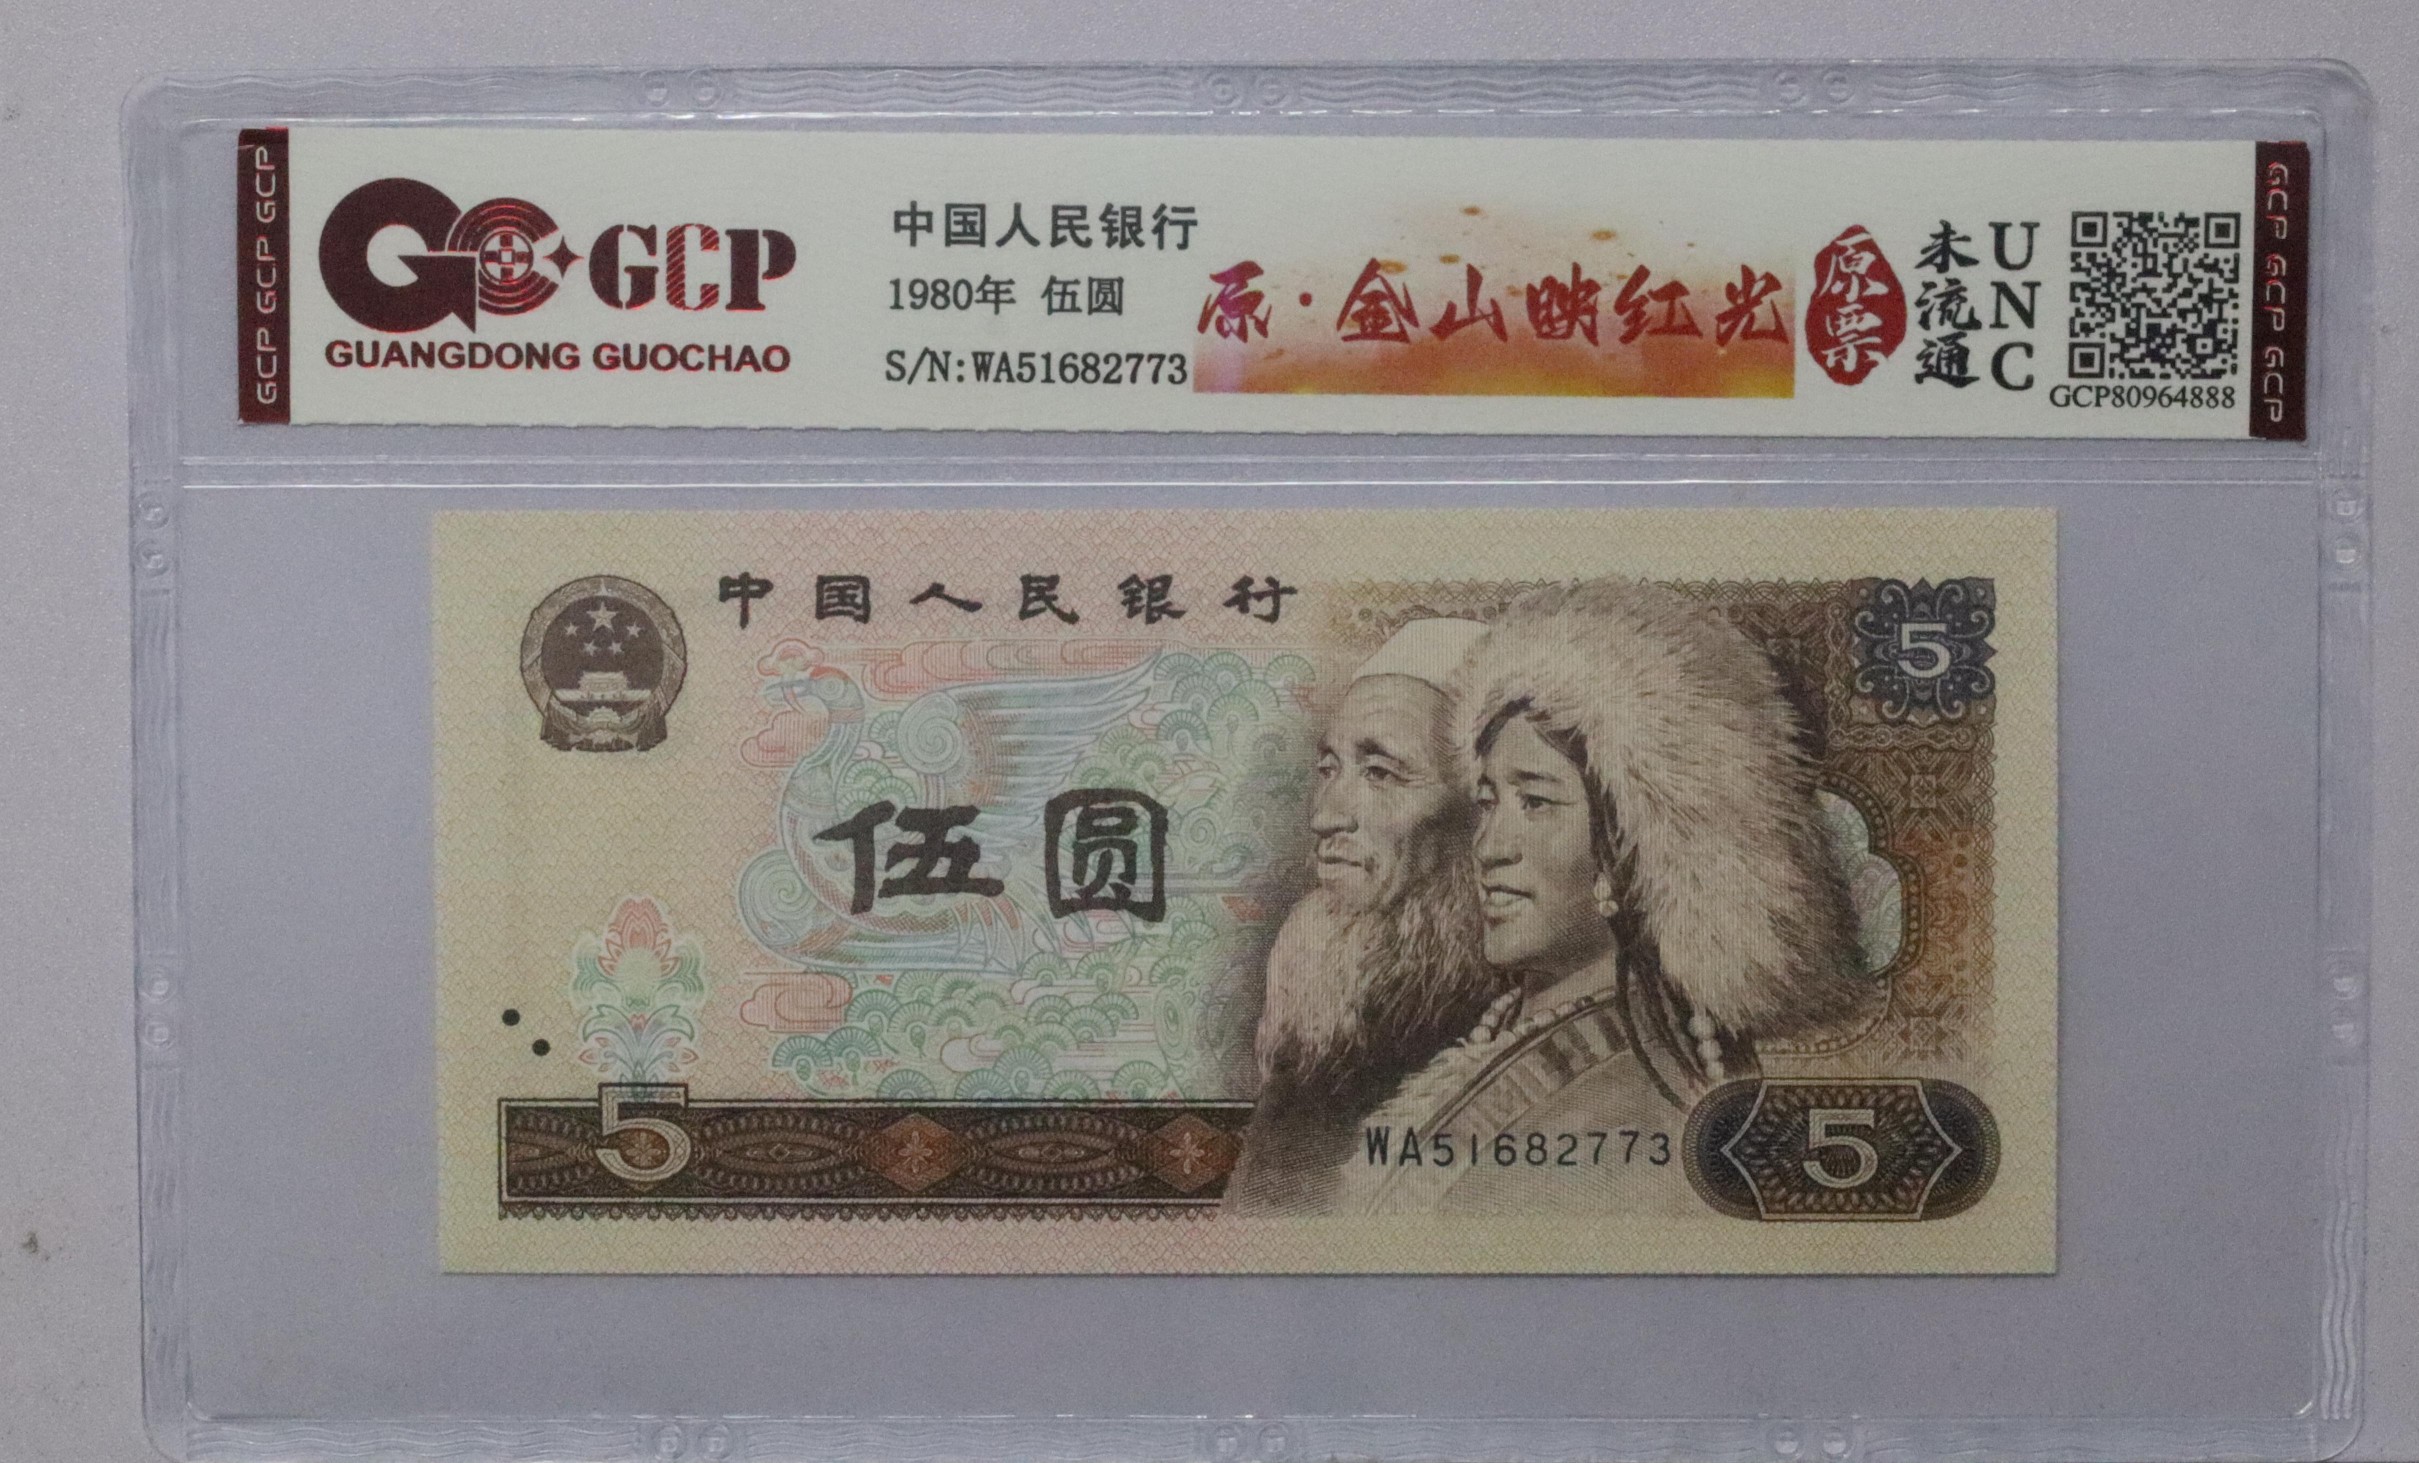 GCP GCP GCP
GCP
GUANGDONG GUOCHAO
中国人民银行
1980年 伍圆
S/N:WA51682773
原·金山映红光
原票
未流通
UNC
GCP80964888
GCP GCP GCP
中国人民银行
5
伍圆
5
WA51682773
5